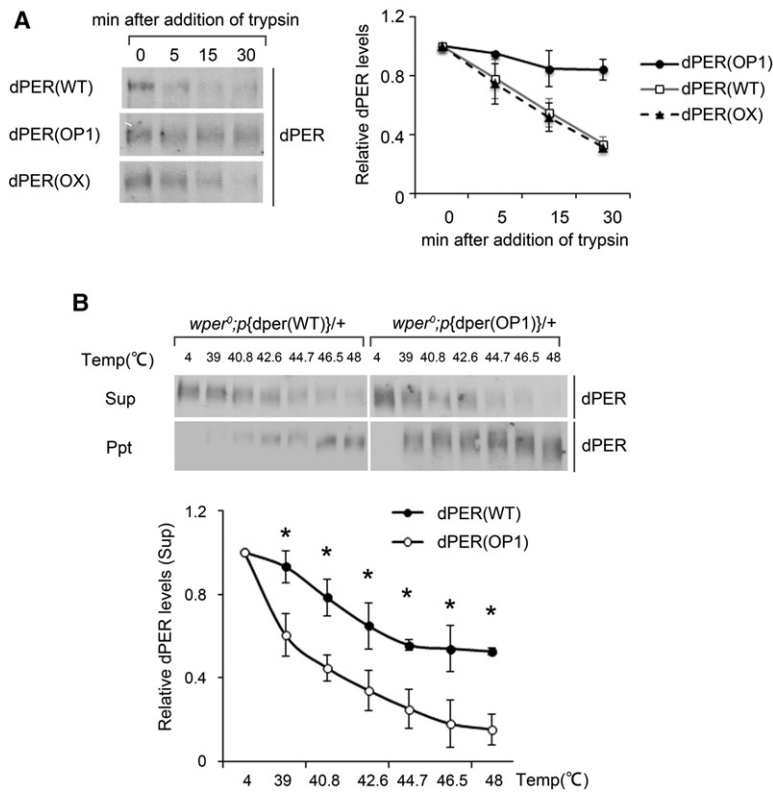 A
min after addition of trypsin
0 5 15 30
dPER(WT)
dPER(OP1)
dPER(OX)
dPER
1.2
0.8
0.4
0
Relative dPER levels
0 5 15 30
min after addition of trypsin
dPER(OP1)
dPER(WT)
dPER(OX)
B
wper⁰;p{dper(WT)}/+ wper⁰;p{dper(OP1)}/+
Temp(℃) 4 39 40.8 42.6 44.7 46.5 48 4 39 40.8 42.6 44.7 46.5 48
Sup dPER
Ppt dPER
1.2
0.8
0.4
0
Relative dPER levels (Sup)
dPER(WT)
dPER(OP1)
* * * * * *
4 39 40.8 42.6 44.7 46.5 48 Temp(℃)